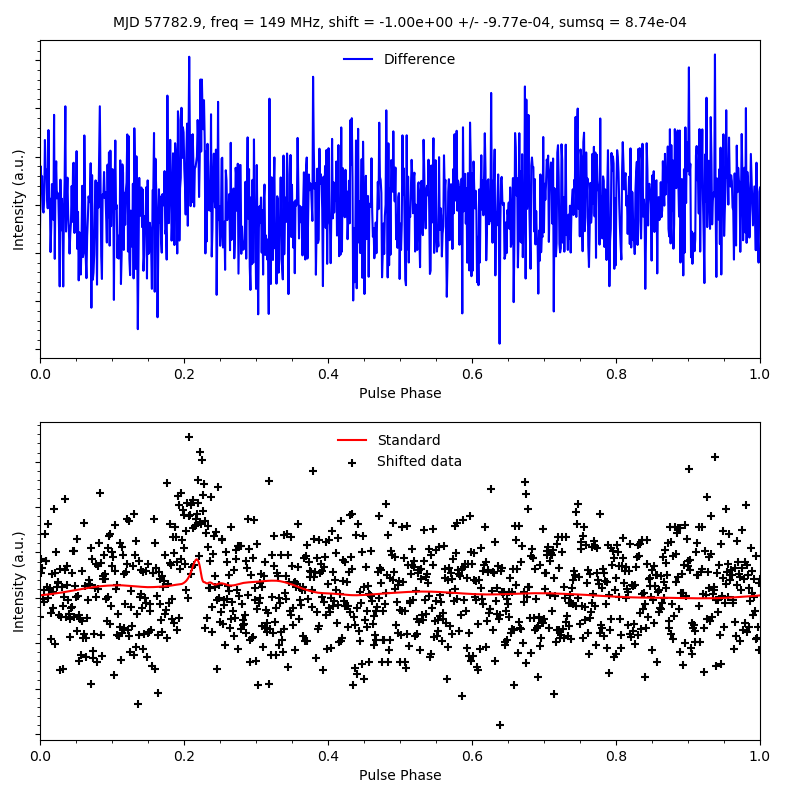 MJD 57782.9, freq = 149 MHz, shift = -1.00e+00 +/- -9.77e-04, sumsq = 8.74e-04
Difference
Intensity (a.u.)
0.0 0.2 0.4 0.6 0.8 1.0
Pulse Phase
Standard
Shifted data
Intensity (a.u.)
0.0 0.2 0.4 0.6 0.8 1.0
Pulse Phase